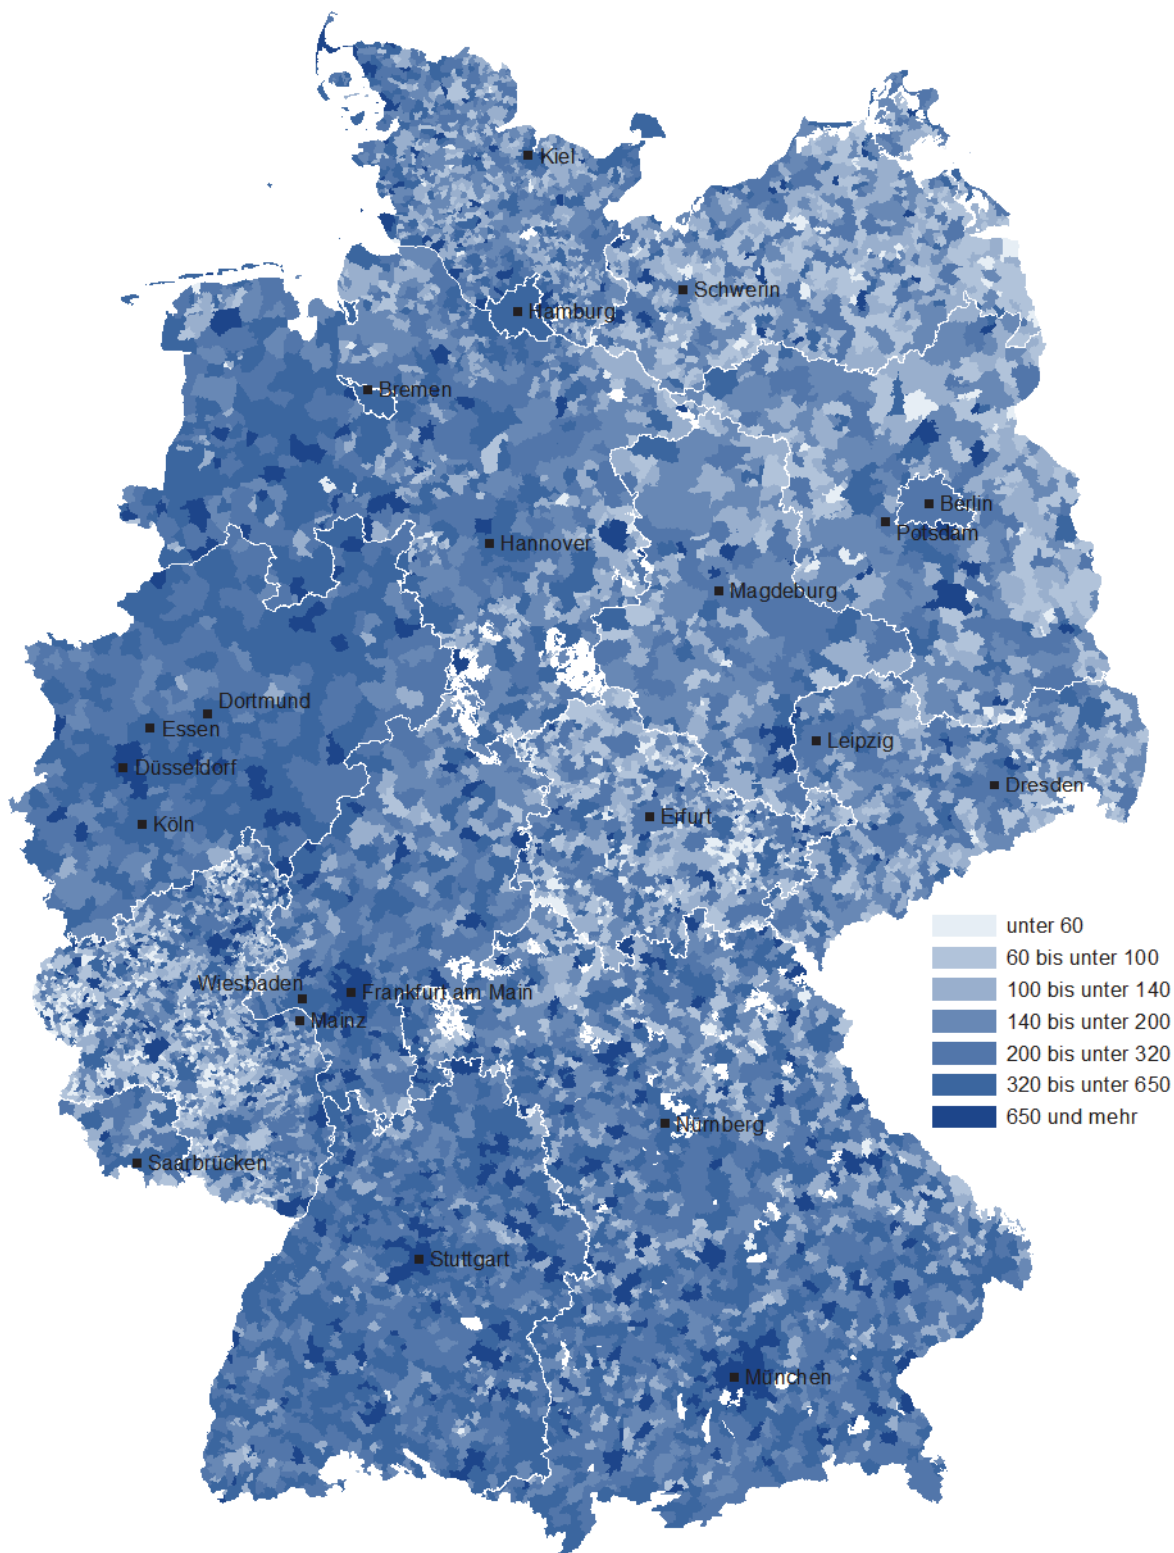 Kiel
Schwerin
Hamburg
Bremen
Berlin
Potsdam
Hannover
Magdeburg
Dortmund
Essen
Düsseldorf
Leipzig
Dresden
Köln
Erfurt
unter 60
60 bis unter 100
100 bis unter 140
140 bis unter 200
200 bis unter 320
320 bis unter 650
650 und mehr
Wiesbaden
Frankfurt am Main
Mainz
Nürnberg
Saarbrücken
Stuttgart
München